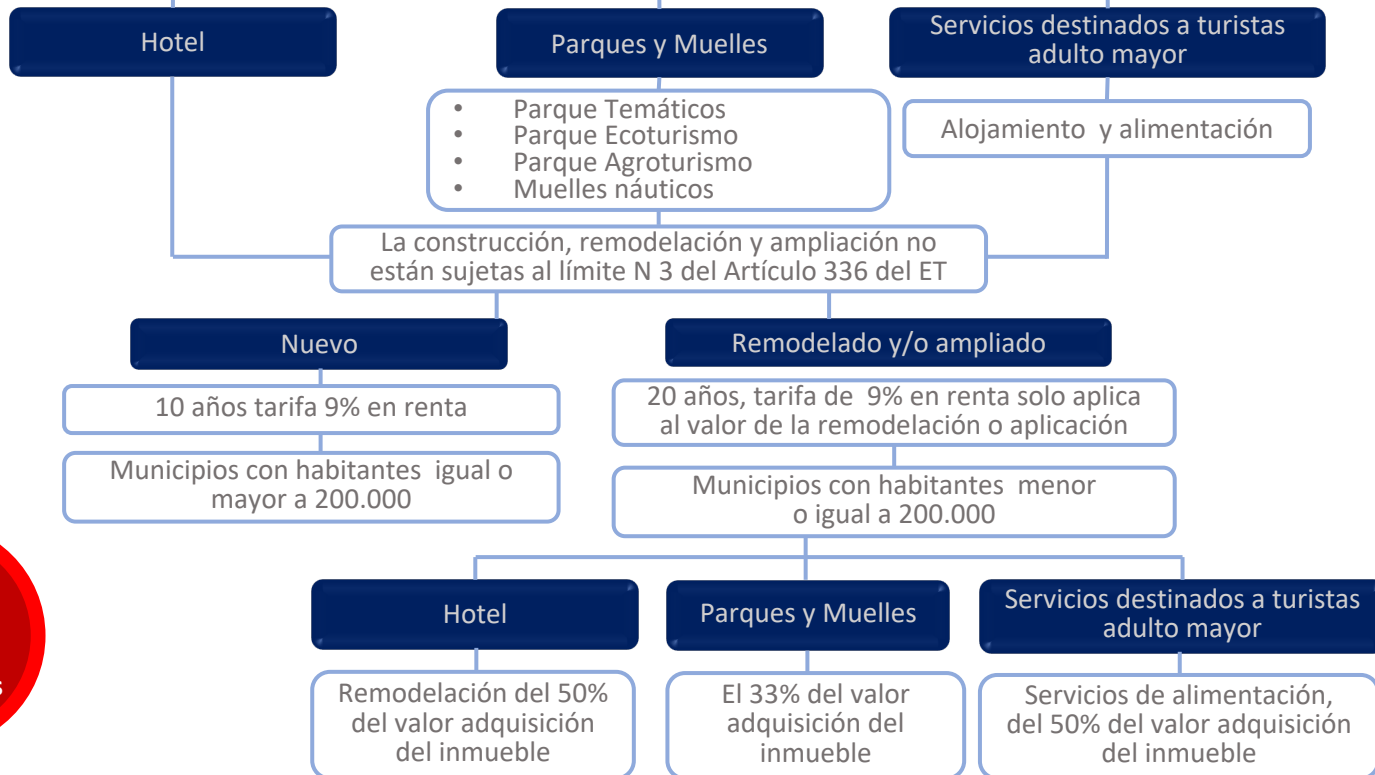 Hotel
Parques y Muelles
Servicios destinados a turistas
adulto mayor
• Parque Temáticos
• Parque Ecoturismo
• Parque Agroturismo
• Muelles náuticos
Alojamiento y alimentación
La construcción, remodelación y ampliación no
están sujetas al límite N 3 del Artículo 336 del ET
Nuevo
Remodelado y/o ampliado
10 años tarifa 9% en renta
20 años, tarifa de 9% en renta solo aplica
al valor de la remodelación o aplicación
Municipios con habitantes igual o
mayor a 200.000
Municipios con habitantes menor
o igual a 200.000
Hotel
Parques y Muelles
Servicios destinados a turistas
adulto mayor
Remodelación del 50%
del valor adquisición
del inmueble
El 33% del valor
adquisición del
inmueble
Servicios de alimentación,
del 50% del valor adquisición
del inmueble
s